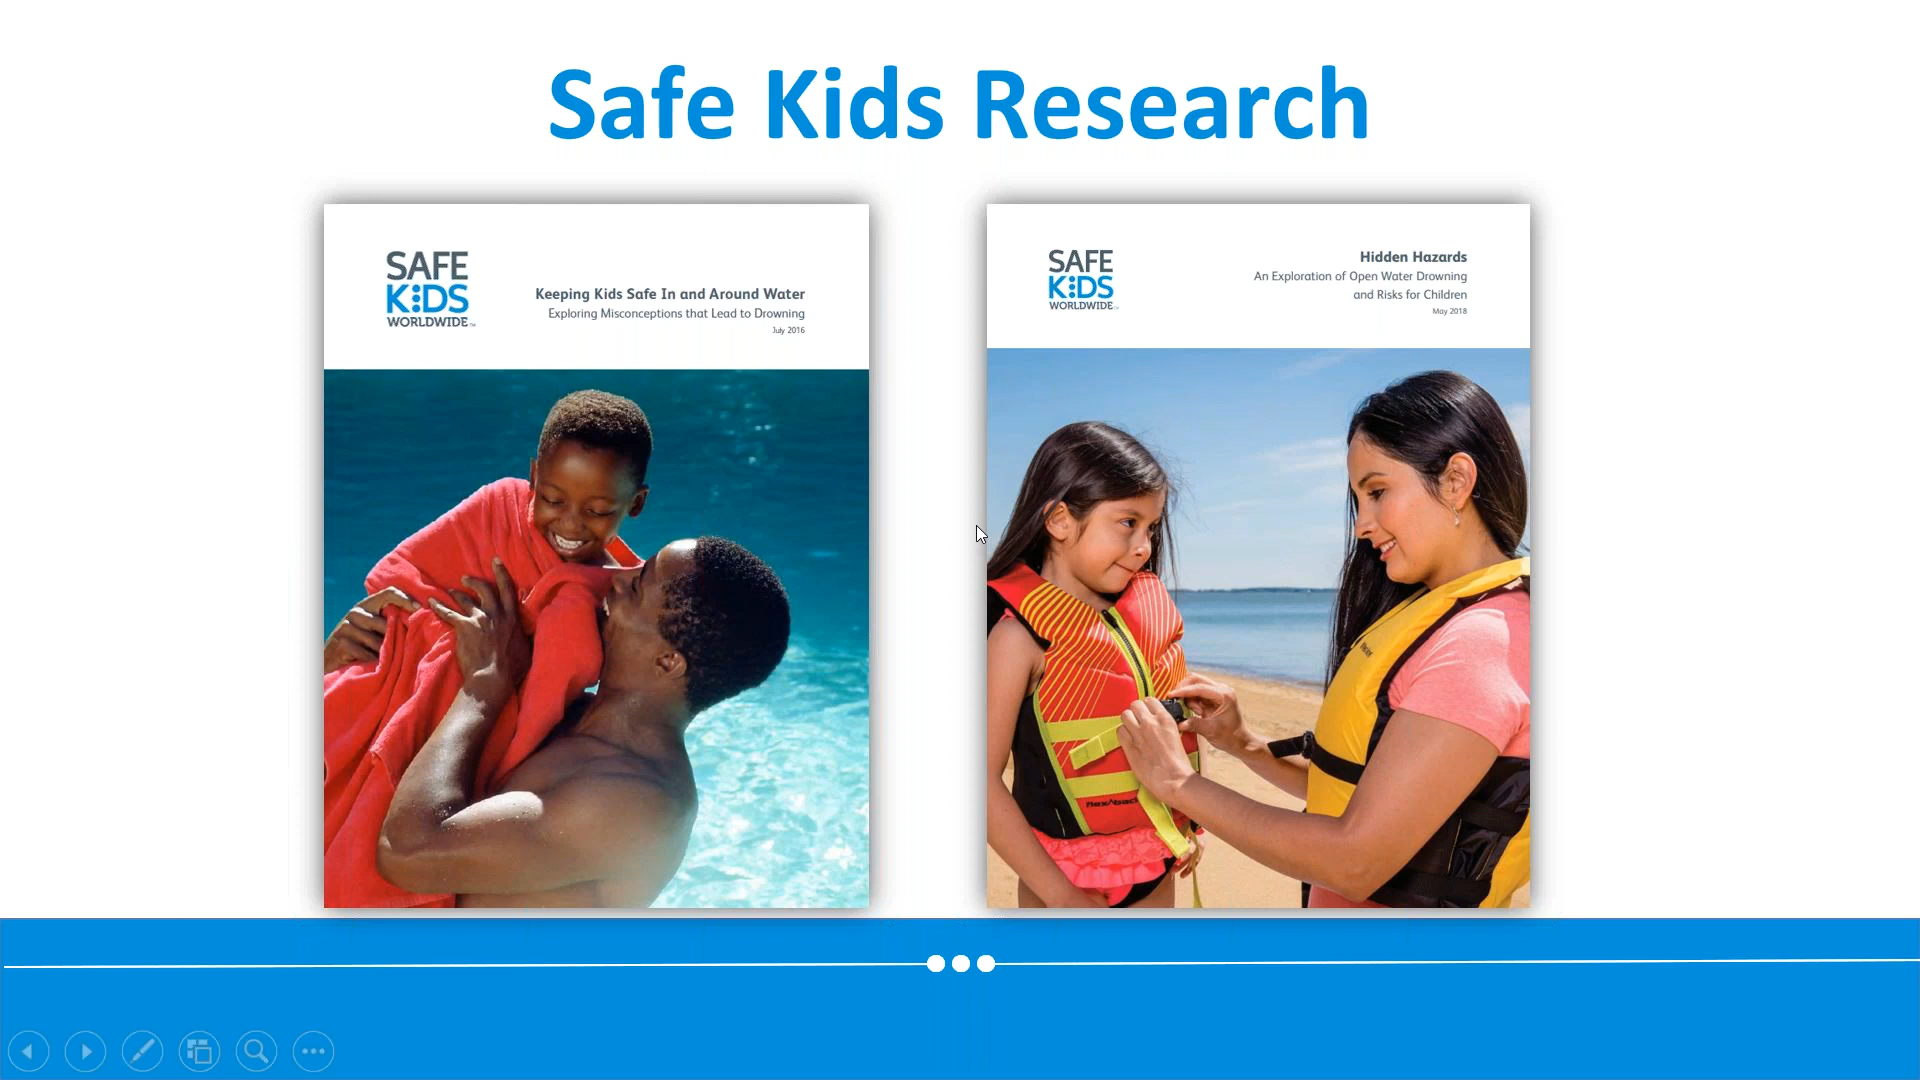 Safe Kids Research
SAFE
KIDS
WORLDWIDE
Keeping Kids Safe In and Around Water
Exploring Misconceptions that Lead to Drowning
July 2016
SAFE
KIDS
WORLDWIDE
Hidden Hazards
An Exploration of Open Water Drowning
and Risks for Children
May 2018